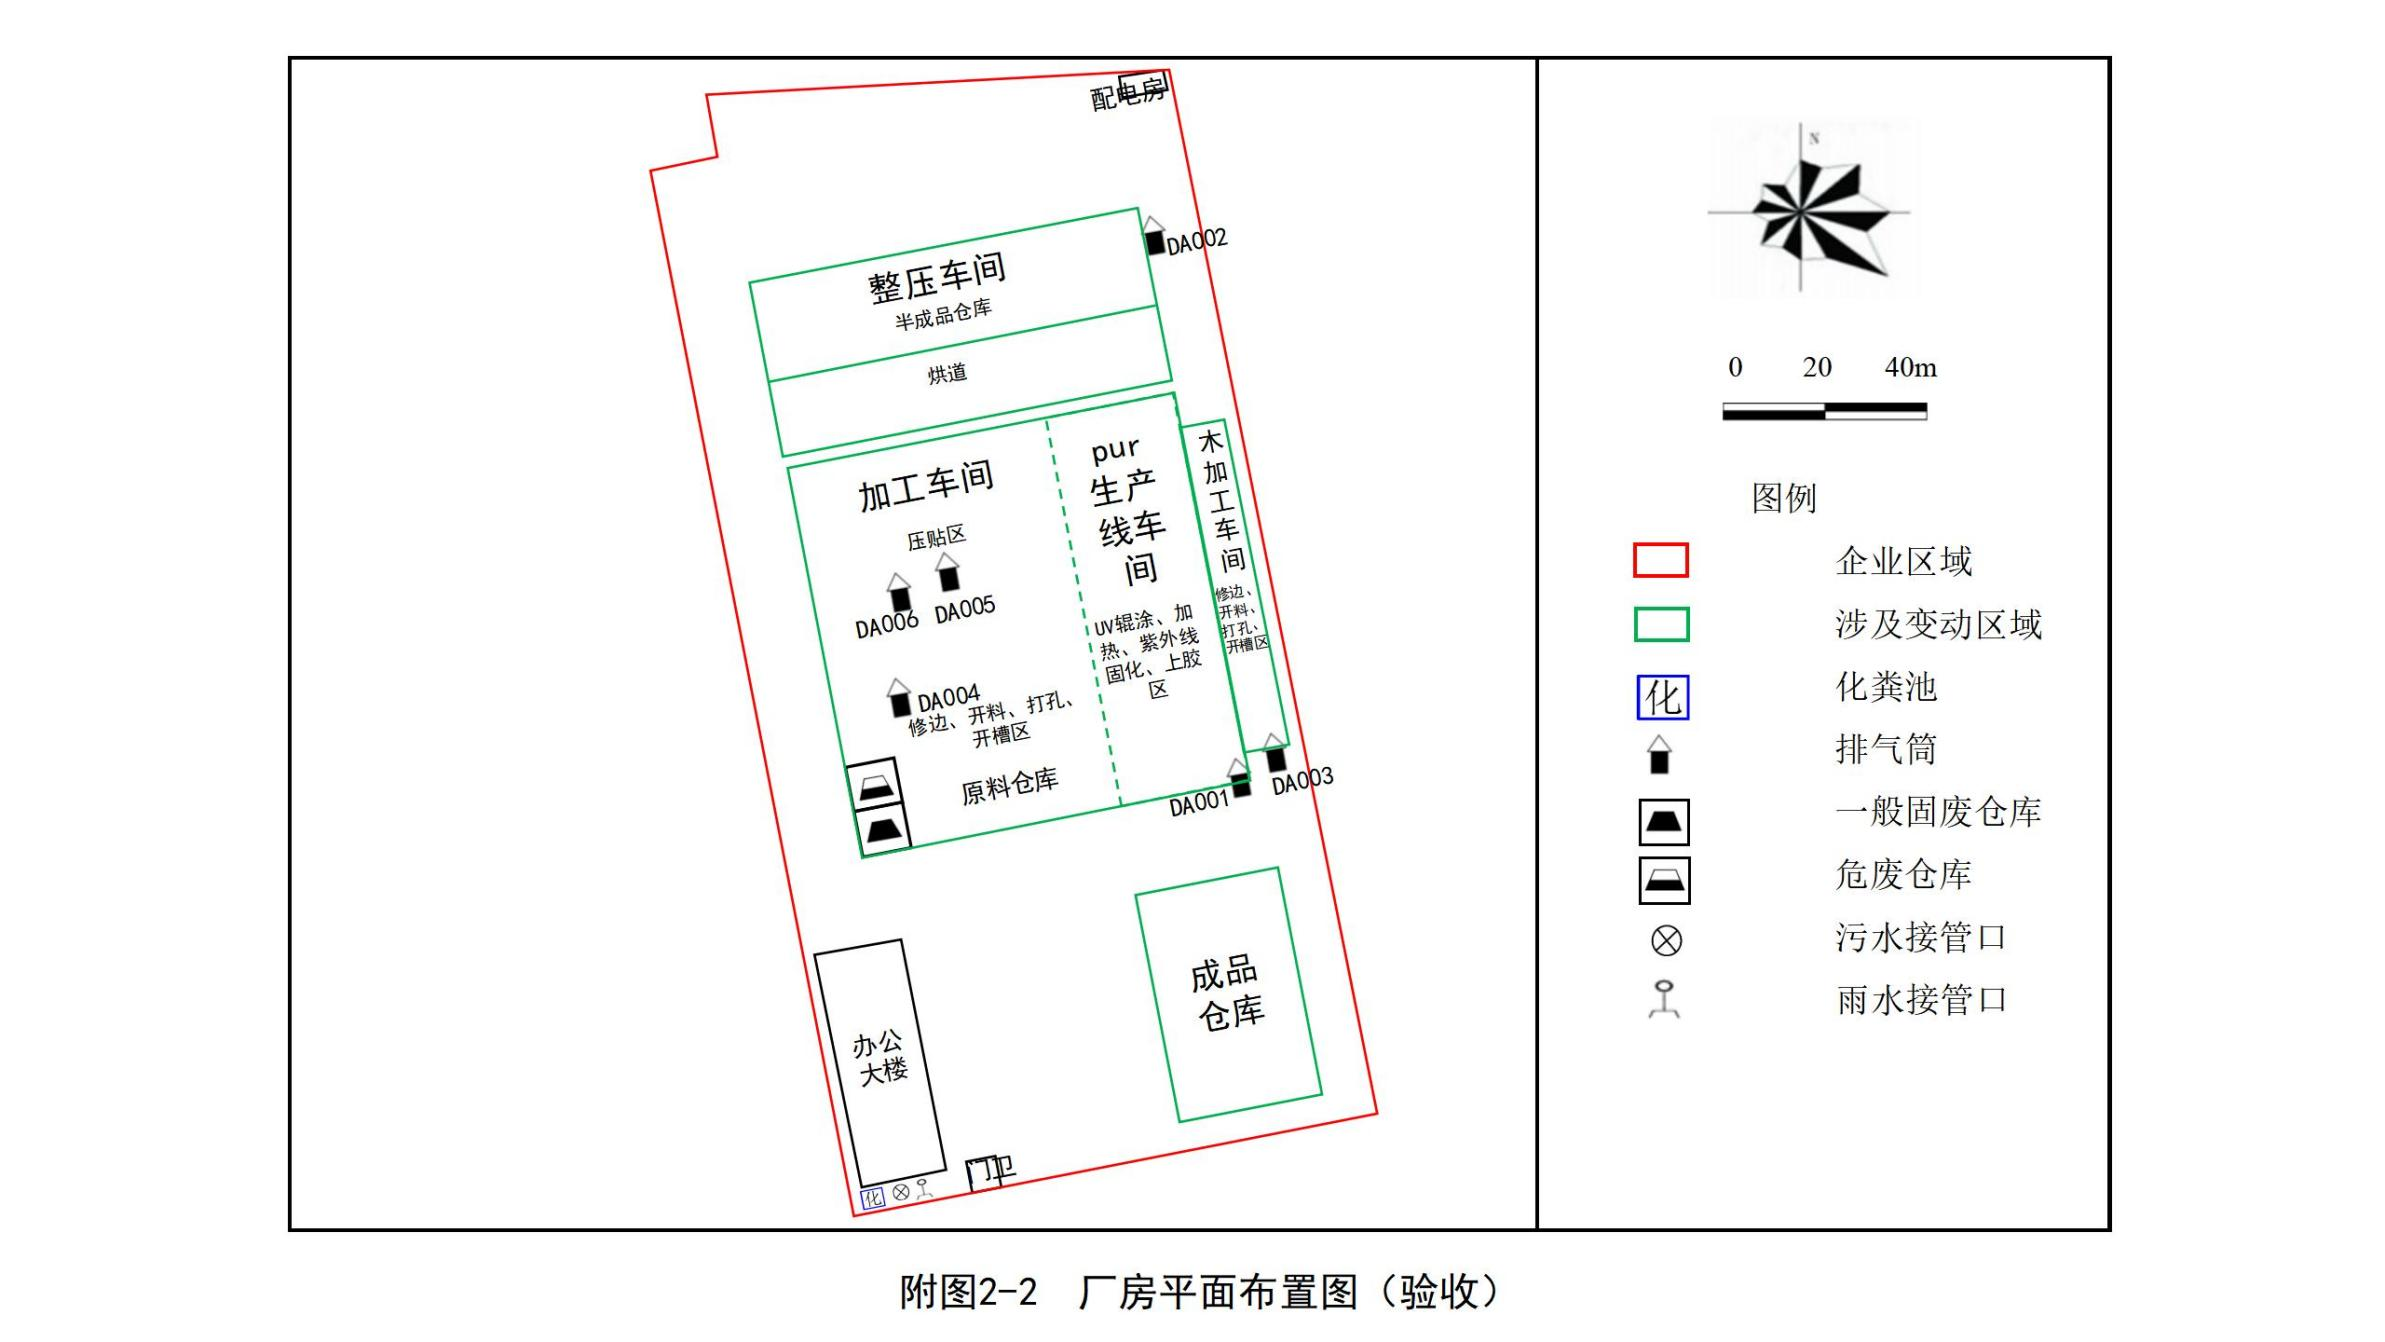 配电房
DA002
整压车间
半成品仓库
烘道
加工车间
压贴区
DA006
DA005
DA004
修边、开料、打孔、
开槽区
原料仓库
pur
生产
线车
间
UV辊涂、加
热、紫外线
固化、上胶
区
木
加
工
车
间
修边、
开料、
打孔、
开槽区
DA001
DA003
成品
仓库
办公
大楼
门卫
化
N
0 20 40m
图例
企业区域
涉及变动区域
化 化粪池
排气筒
一般固废仓库
危废仓库
污水接管口
雨水接管口
附图2-2 厂房平面布置图（验收）